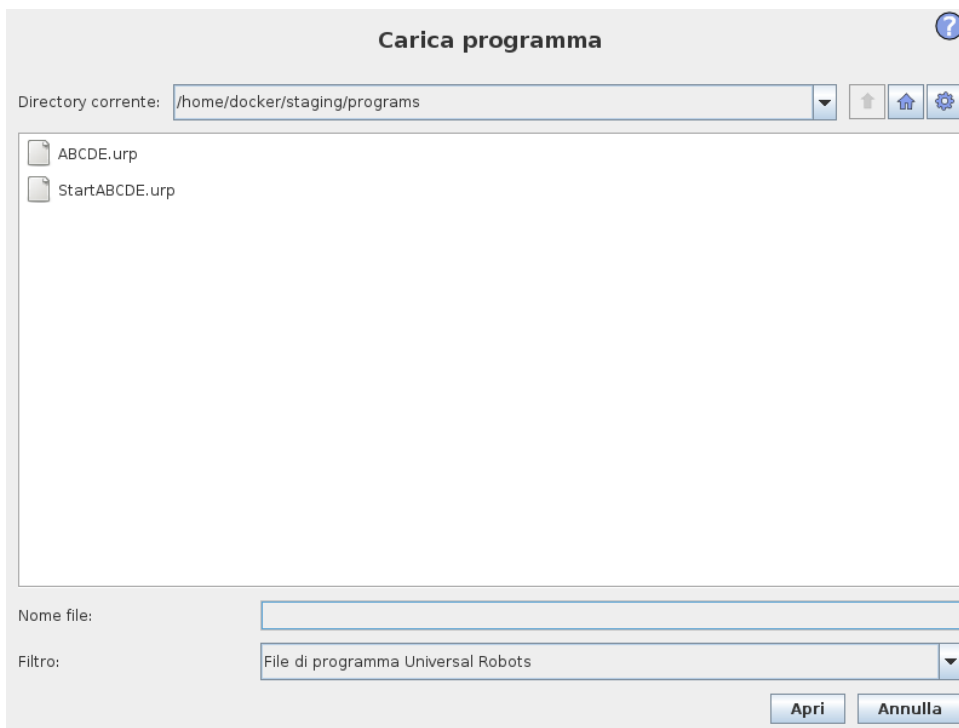 Carica programma
?
Directory corrente: /home/docker/staging/programs
ABCDE.urp
StartABCDE.urp
Nome file:
Filtro: File di programma Universal Robots
Apri Annulla